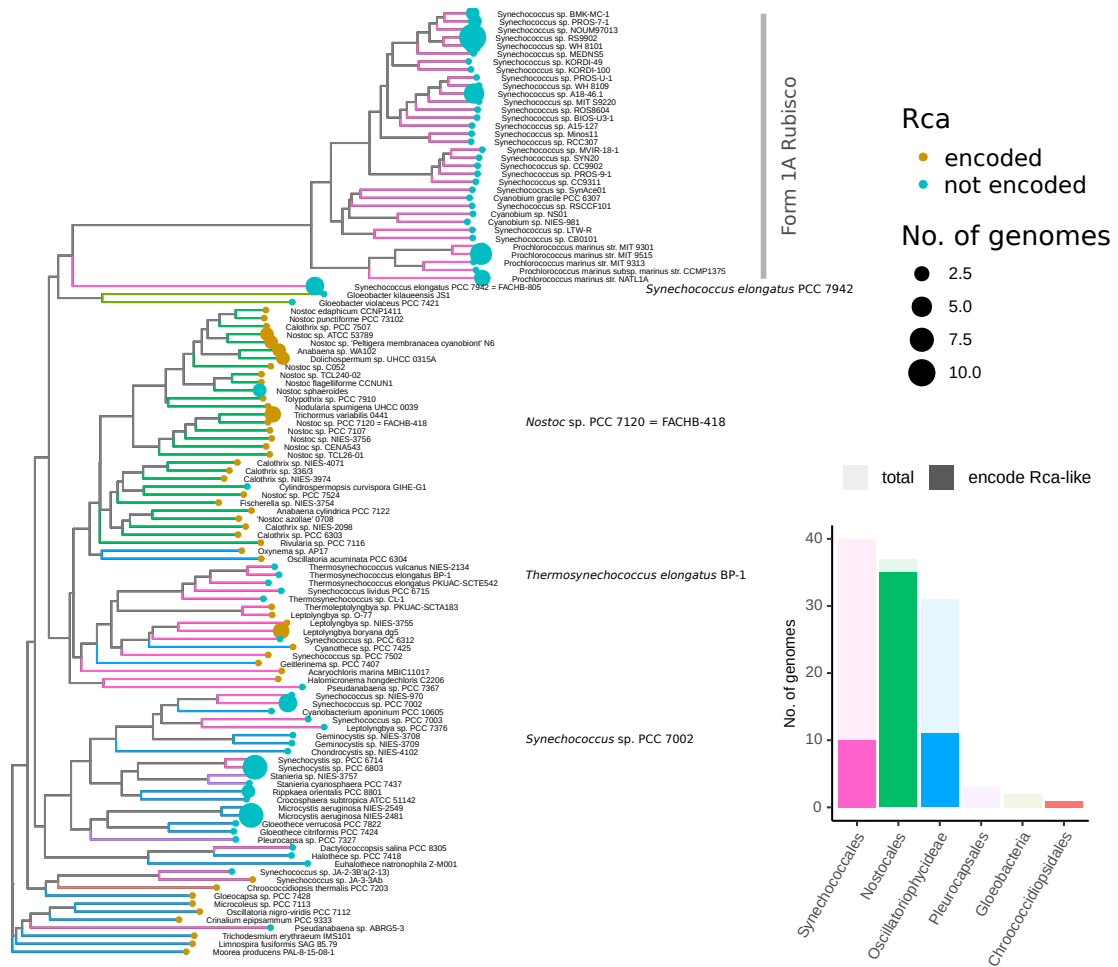 Synechococcus sp. BMK-MC-1
Synechococcus sp. PROS-7-1
Synechococcus sp. NOUM97013
Synechococcus sp. RS9902
Synechococcus sp. WH 8101
Synechococcus sp. MEDNS5
Synechococcus sp. KORDI-49
Synechococcus sp. KORDI-100
Synechococcus sp. PROS-U-1
Synechococcus sp. WH 8109
Synechococcus sp. A18-46.1
Synechococcus sp. MIT S9220
Synechococcus sp. ROS8604
Synechococcus sp. BIOS-U3-1
Synechococcus sp. A15-127
Synechococcus sp. Minos11
Synechococcus sp. RCC307
Synechococcus sp. MVIR-18-1
Synechococcus sp. SYN20
Synechococcus sp. CC9902
Synechococcus sp. PROS-9-1
Synechococcus sp. CC9311
Synechococcus sp. SynAce01
Cyanobium gracile PCC 6307
Synechococcus sp. RSCCF101
Cyanobium sp. NS01
Cyanobium sp. NIES-981
Synechococcus sp. LTW-R
Synechococcus sp. CB0101
Prochlorococcus marinus str. MIT 9301
Prochlorococcus marinus str. MIT 9515
Prochlorococcus marinus str. MIT 9313
Prochlorococcus marinus subsp. marinus str. CCMP1375
Prochlorococcus marinus str. NATL1A
Synechococcus elongatus PCC 7942 = FACHB-805
Gloeobacter kilaueensis JS1
Gloeobacter violaceus PCC 7421
Nostoc edaphicum CCNP1411
Nostoc punctiforme PCC 73102
Calothrix sp. PCC 7507
Nostoc sp. ATCC 53789
Nostoc sp. 'Peltigera membranacea cyanobiont' N6
Anabaena sp. WA102
Dolichospermum sp. UHCC 0315A
Nostoc sp. C052
Nostoc sp. TCL240-02
Nostoc flagelliforme CCNUN1
Nostoc sphaeroides
Tolypothrix sp. PCC 7910
Nodularia spumigena UHCC 0039
Trichormus variabilis 0441
Nostoc sp. PCC 7120 = FACHB-418
Nostoc sp. PCC 7107
Nostoc sp. NIES-3756
Nostoc sp. CENA543
Nostoc sp. TCL26-01
Calothrix sp. NIES-4071
Calothrix sp. 336/3
Calothrix sp. NIES-3974
Cylindrospermopsis curvispora GIHE-G1
Nostoc sp. PCC 7524
Fischerella sp. NIES-3754
Anabaena cylindrica PCC 7122
'Nostoc azollae' 0708
Calothrix sp. NIES-2098
Calothrix sp. PCC 6303
Rivularia sp. PCC 7116
Oxynema sp. AP17
Oscillatoria acuminata PCC 6304
Thermosynechococcus vulcanus NIES-2134
Thermosynechococcus elongatus BP-1
Thermosynechococcus elongatus PKUAC-SCTE542
Synechococcus lividus PCC 6715
Thermosynechococcus sp. CL-1
Thermoleptolyngbya sp. PKUAC-SCTA183
Leptolyngbya sp. O-77
Leptolyngbya sp. NIES-3755
Leptolyngbya boryana dg5
Synechococcus sp. PCC 6312
Cyanothece sp. PCC 7425
Synechococcus sp. PCC 7502
Geitlerinema sp. PCC 7407
Acaryochloris marina MBIC11017
Halomicronema hongdechloris C2206
Pseudanabaena sp. PCC 7367
Synechococcus sp. NIES-970
Synechococcus sp. PCC 7002
Cyanobacterium aponinum PCC 10605
Synechococcus sp. PCC 7003
Leptolyngbya sp. PCC 7376
Geminocystis sp. NIES-3708
Geminocystis sp. NIES-3709
Chondrocystis sp. NIES-4102
Synechocystis sp. PCC 6714
Synechocystis sp. PCC 6803
Stanieria sp. NIES-3757
Stanieria cyanosphaera PCC 7437
Rippkaea orientalis PCC 8801
Crocosphaera subtropica ATCC 51142
Microcystis aeruginosa NIES-2549
Microcystis aeruginosa NIES-2481
Gloeothece verrucosa PCC 7822
Gloeothece citriformis PCC 7424
Pleurocapsa sp. PCC 7327
Dactylococcopsis salina PCC 8305
Halothece sp. PCC 7418
Euhalothece natronophila Z-M001
Synechococcus sp. JA-2-3B'a(2-13)
Synechococcus sp. JA-3-3Ab
Chroococcidiopsis thermalis PCC 7203
Gloeocapsa sp. PCC 7428
Microcoleus sp. PCC 7113
Oscillatoria nigro-viridis PCC 7112
Crinalium epipsammum PCC 9333
Pseudanabaena sp. ABRG5-3
Trichodesmium erythraeum IMS101
Limnospira fusiformis SAG 85.79
Moorea producens PAL-8-15-08-1
Form 1A Rubisco
Synechococcus elongatus PCC 7942
Nostoc sp. PCC 7120 = FACHB-418
Thermosynechococcus elongatus BP-1
Synechococcus sp. PCC 7002
Rca
encoded
not encoded
No. of genomes
2.5
5.0
7.5
10.0
total
encode Rca-like
No. of genomes
40
30
20
10
0
Synechococcales
Nostocales
Oscillatoriophycideae
Pleurocapsales
Gloeobacteria
Chroococcidiopsidales